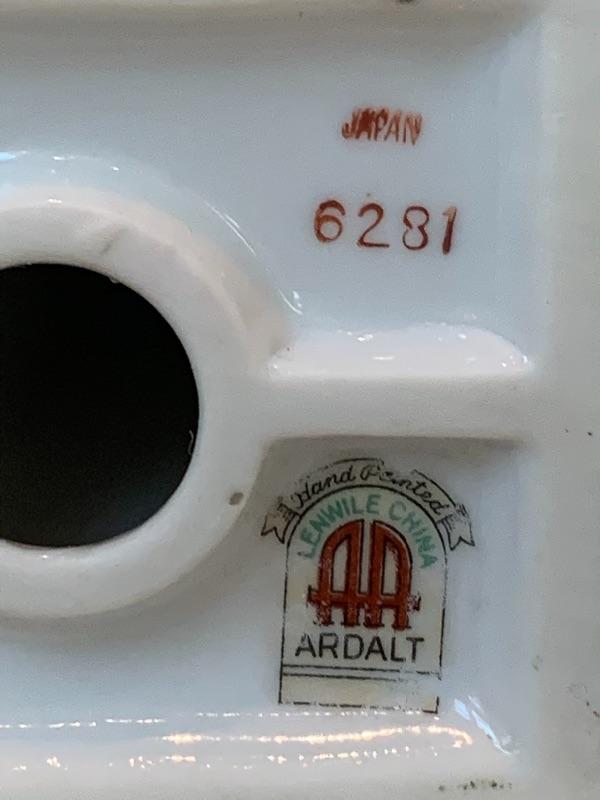 JAPAN
6281
Hand Painted
LENWILE CHINA
AA
ARDALT